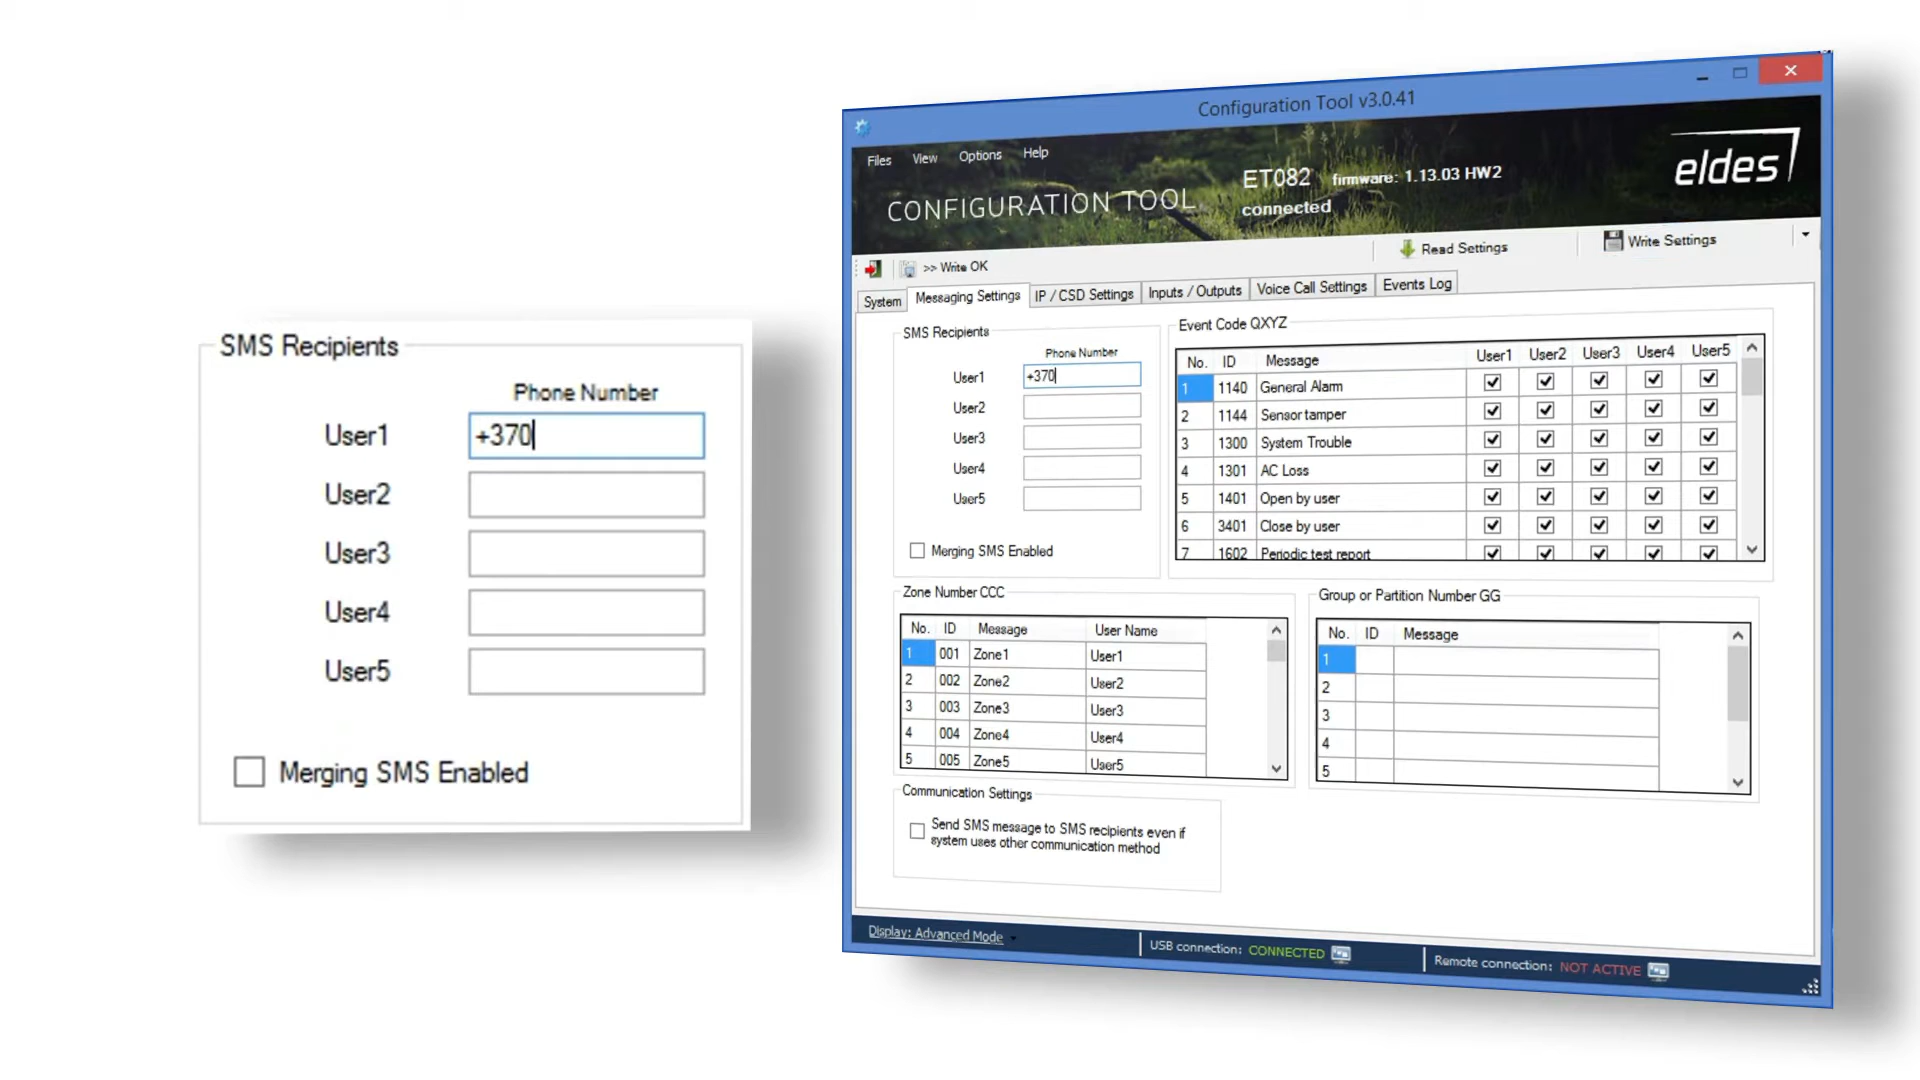 SMS Recipients
Phone Number
User1 +370
User2
User3
User4
User5
Merging SMS Enabled
Configuration Tool v3.0.41
Files View Options Help
CONFIGURATION TOOL
ET082 firmware: 1.13.03 HW2
connected
eldes
>> Write OK
Read Settings
Write Settings
System Messaging Settings IP / CSD Settings Inputs / Outputs Voice Call Settings Events Log
SMS Recipients
Phone Number
User1 +370
User2
User3
User4
User5
Merging SMS Enabled
Event Code QXYZ
No. ID Message User1 User2 User3 User4 User5
1 1140 General Alarm
2 1144 Sensor tamper
3 1300 System Trouble
4 1301 AC Loss
5 1401 Open by user
6 3401 Close by user
7 1602 Periodic test report
Zone Number CCC
No. ID Message User Name
1 001 Zone1 User1
2 002 Zone2 User2
3 003 Zone3 User3
4 004 Zone4 User4
5 005 Zone5 User5
Group or Partition Number GG
No. ID Message
1
2
3
4
5
Communication Settings
Send SMS message to SMS recipients even if
system uses other communication method
Display: Advanced Mode
USB connection: CONNECTED
Remote connection: NOT ACTIVE